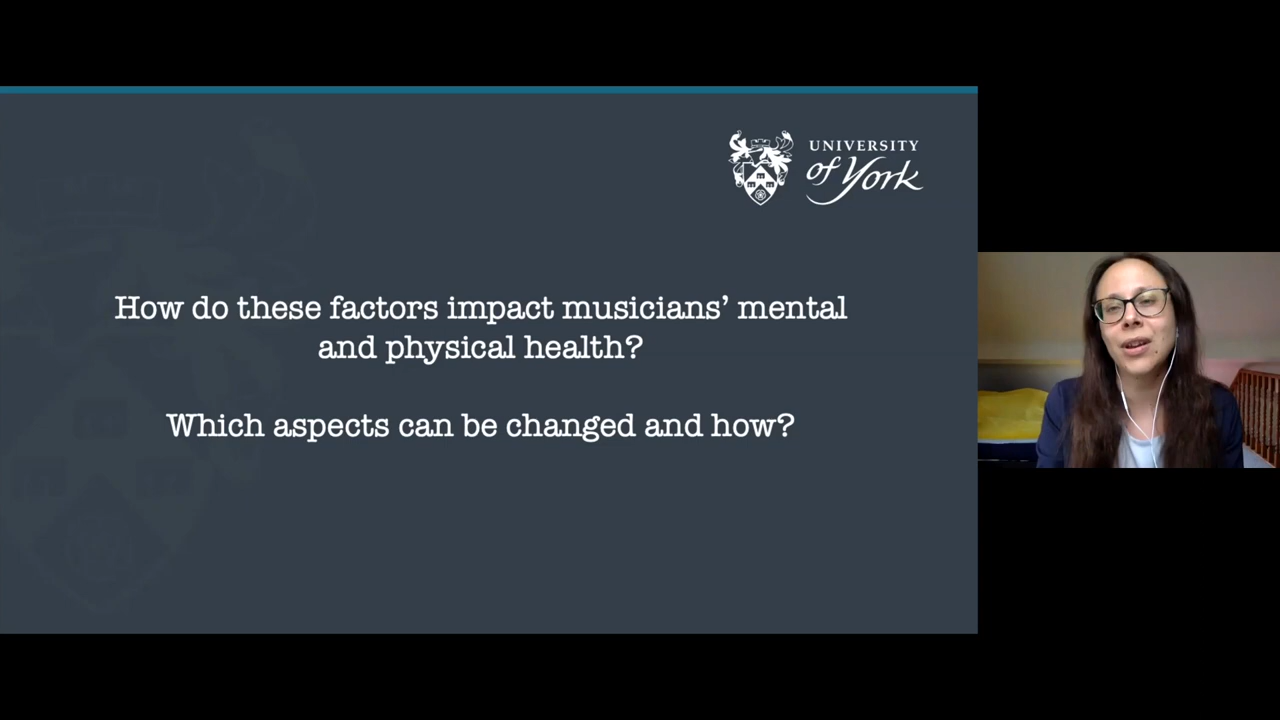 UNIVERSITY
of York
How do these factors impact musicians’ mental
and physical health?
Which aspects can be changed and how?